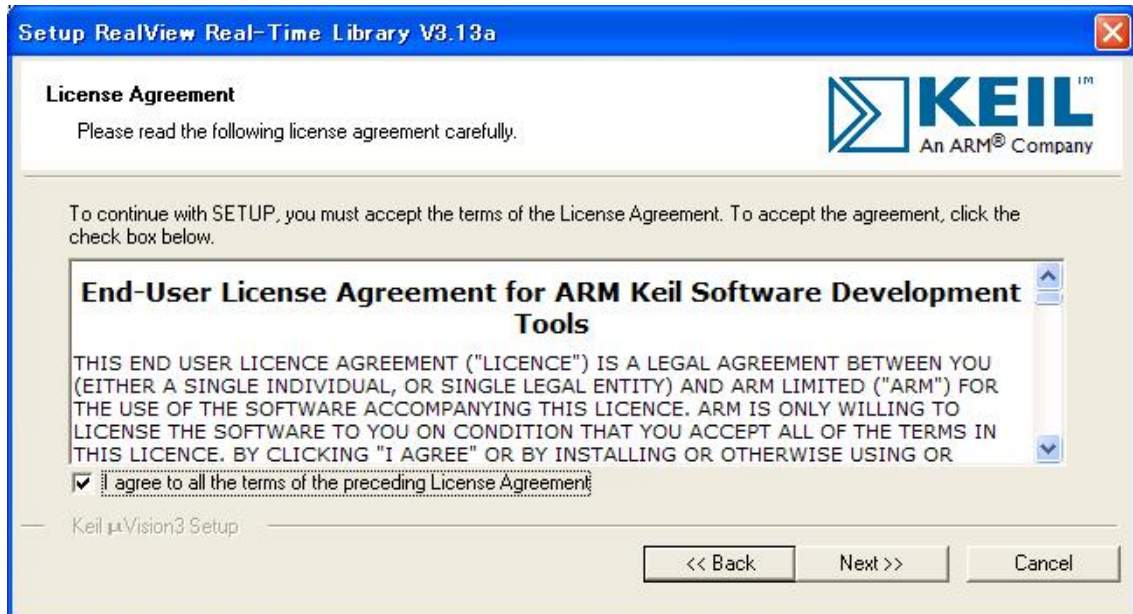 Setup RealView Real-Time Library V3.13a
License Agreement
Please read the following license agreement carefully.
KEIL™
An ARM® Company
To continue with SETUP, you must accept the terms of the License Agreement. To accept the agreement, click the
check box below.
End-User License Agreement for ARM Keil Software Development
Tools
THIS END USER LICENCE AGREEMENT ("LICENCE") IS A LEGAL AGREEMENT BETWEEN YOU
(EITHER A SINGLE INDIVIDUAL, OR SINGLE LEGAL ENTITY) AND ARM LIMITED ("ARM") FOR
THE USE OF THE SOFTWARE ACCOMPANYING THIS LICENCE. ARM IS ONLY WILLING TO
LICENSE THE SOFTWARE TO YOU ON CONDITION THAT YOU ACCEPT ALL OF THE TERMS IN
THIS LICENCE. BY CLICKING "I AGREE" OR BY INSTALLING OR OTHERWISE USING OR
I agree to all the terms of the preceding License Agreement
Keil µVision3 Setup
<< Back
Next >>
Cancel